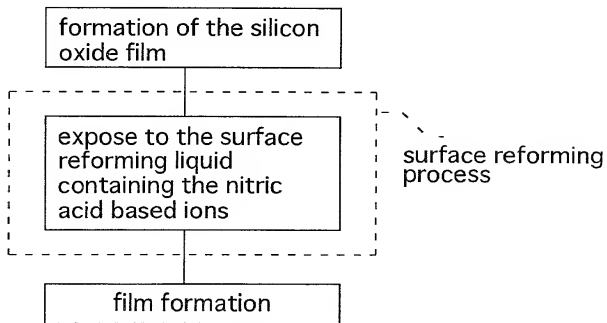 formation of the silicon
oxide film
expose to the surface
reforming liquid
containing the nitric
acid based ions
surface reforming
process
film formation